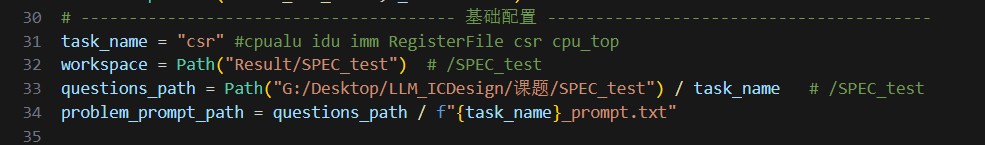 30 # ------------------------------------- 基础配置 --------------------------------------
31 task_name = "csr" #cpualu idu imm RegisterFile csr cpu_top
32 workspace = Path("Result/SPEC_test")  # /SPEC_test
33 questions_path = Path("G:/Desktop/LLM_ICDesign/课题/SPEC_test") / task_name   # /SPEC_test
34 problem_prompt_path = questions_path / f"{task_name}_prompt.txt"
35